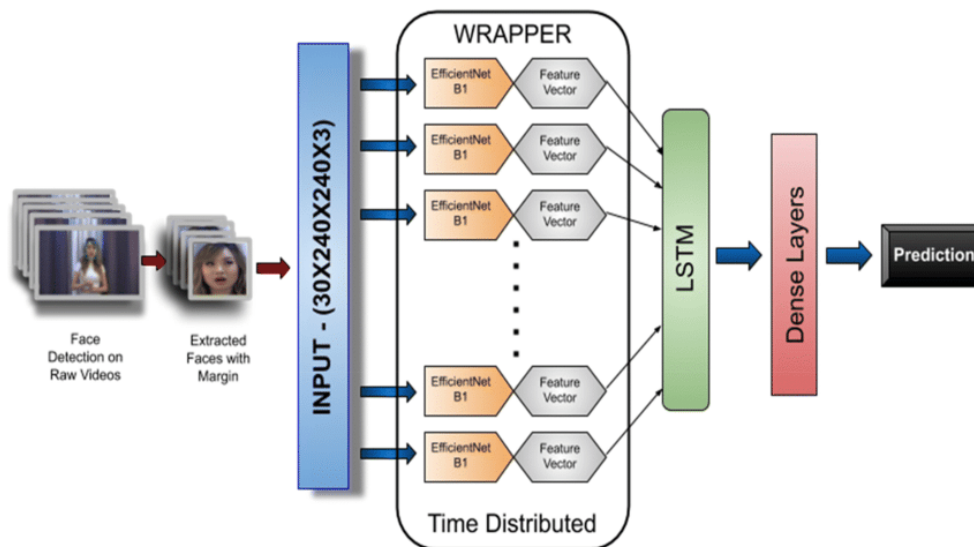 WRAPPER
Face
Detection on
Raw Videos
Extracted
Faces with
Margin
INPUT - (30X240X240X3)
EfficientNet
B1
Feature
Vector
EfficientNet
B1
Feature
Vector
EfficientNet
B1
Feature
Vector
EfficientNet
B1
Feature
Vector
EfficientNet
B1
Feature
Vector
Time Distributed
LSTM
Dense Layers
Prediction